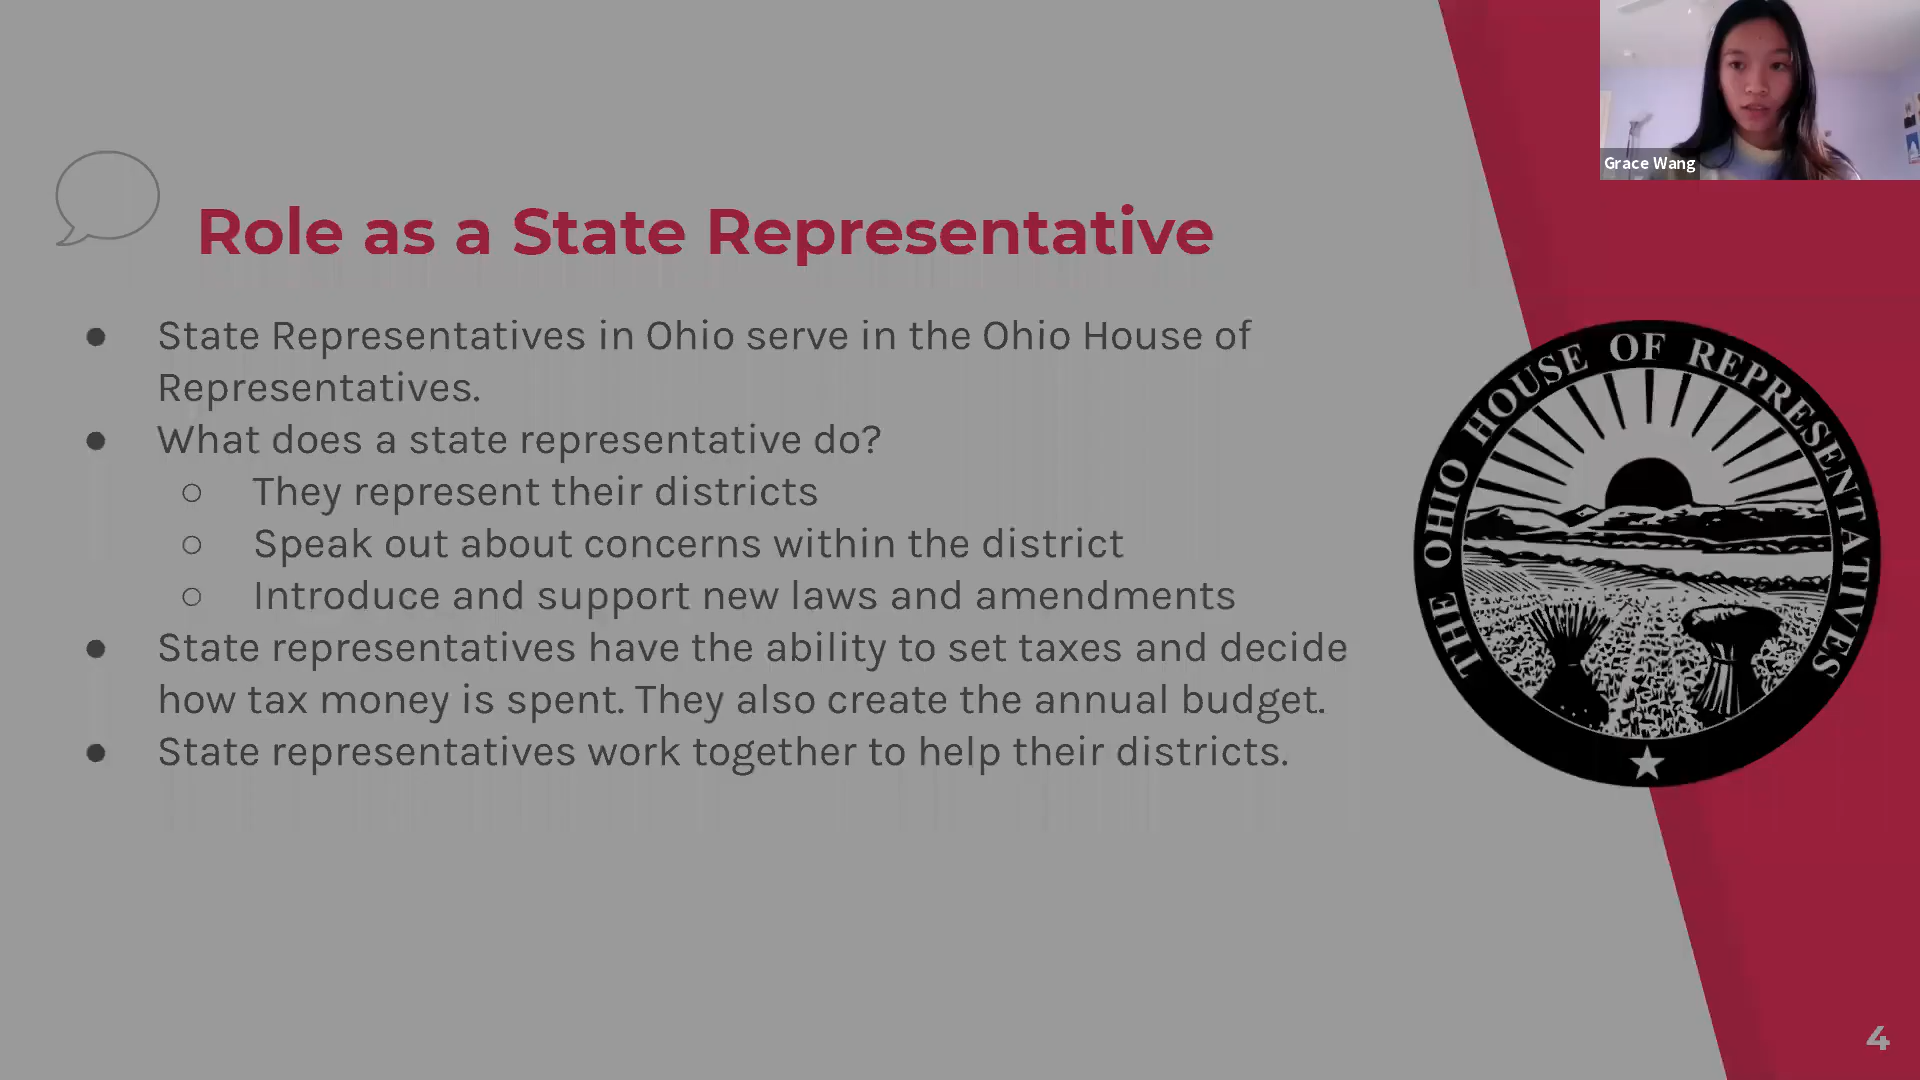 Grace Wang
Role as a State Representative
● State Representatives in Ohio serve in the Ohio House of
Representatives.
● What does a state representative do?
○ They represent their districts
○ Speak out about concerns within the district
○ Introduce and support new laws and amendments
● State representatives have the ability to set taxes and decide
how tax money is spent. They also create the annual budget.
● State representatives work together to help their districts.
THE OHIO HOUSE OF REPRESENTATIVES
4